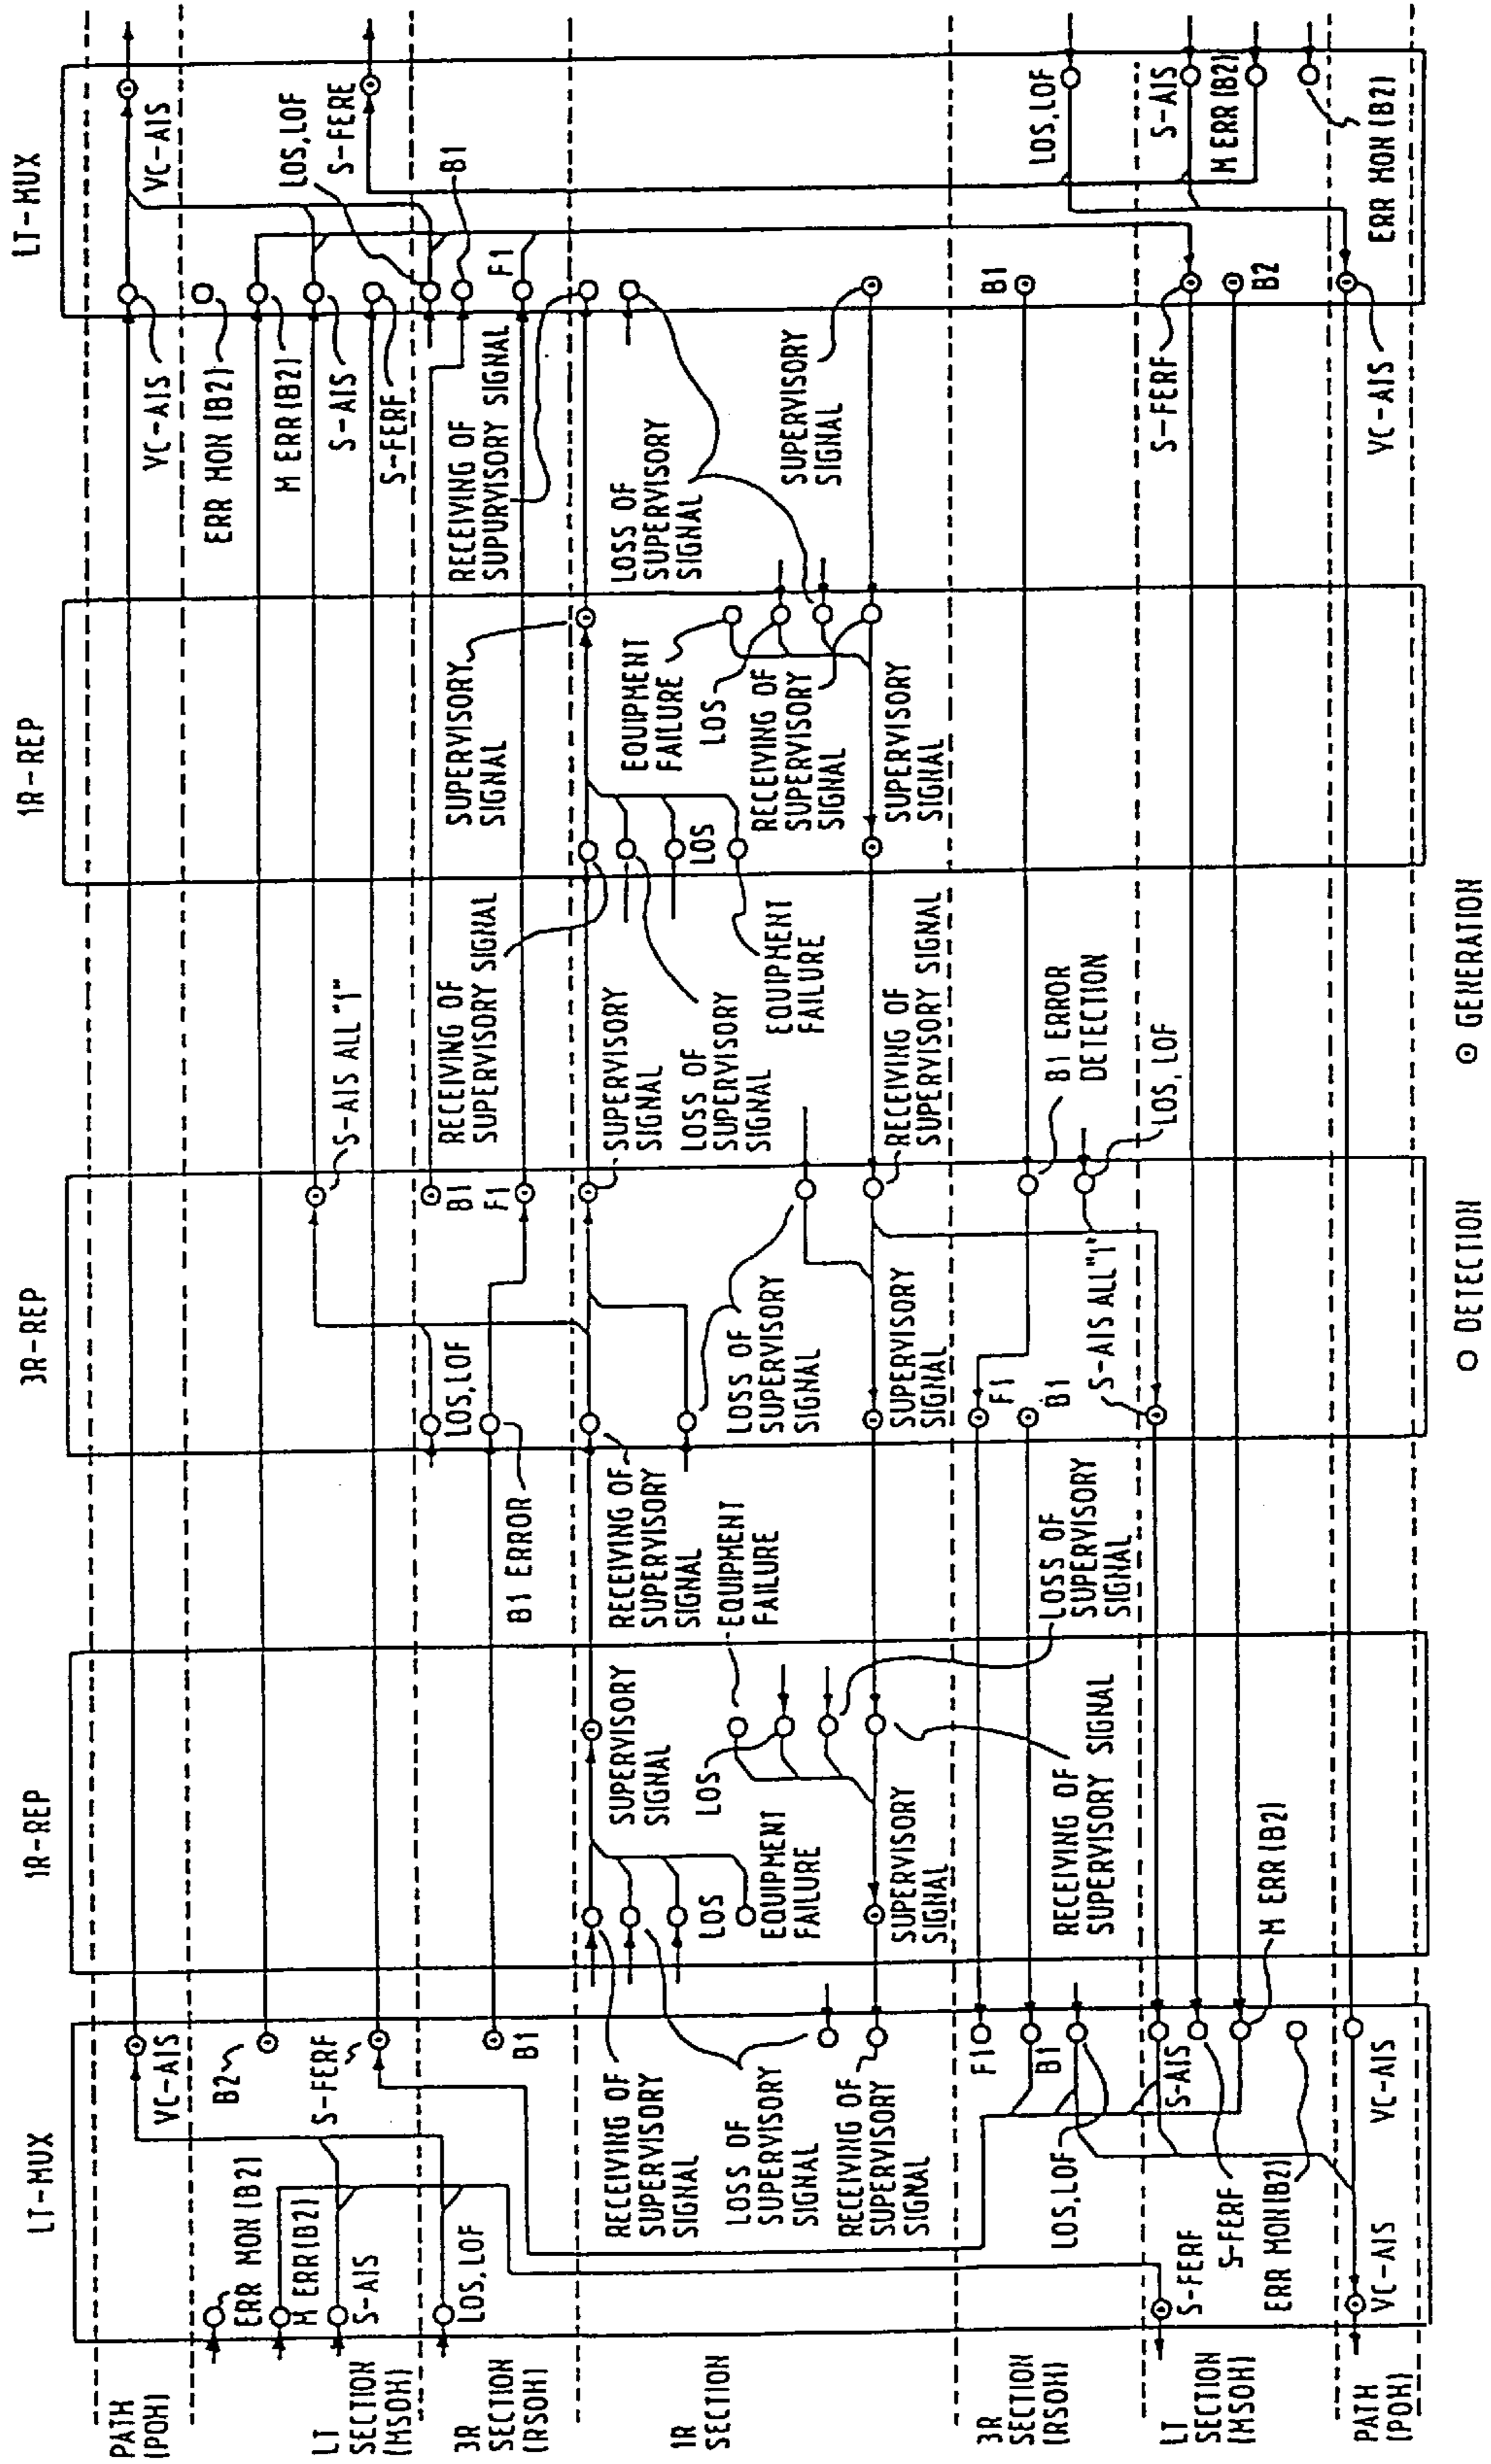 LT-MUX
1R-REP
3R-REP
1R-REP
LT-MUX
PATH
(POH)
LT
SECTION
(MSOH)
3R
SECTION
(RSOH)
1R
SECTION
3R
SECTION
(RSOH)
LT
SECTION
(MSOH)
PATH
(POH)
VC-AIS
B2
S-FERF
B1
ERR MON (B2)
M ERR(B2)
S-AIS
LOS, LOF
RECEIVING OF
SUPERVISORY
SIGNAL
LOSS OF
SUPERVISORY
SIGNAL
RECEIVING OF
SUPERVISORY
SIGNAL
F1
B1
LOS, LOF
S-AIS
S-FERF
S-FERF
ERR MON(B2)
M ERR (B2)
VC-AIS
VC-AIS
SUPERVISORY
SIGNAL
LOS
LOS
EQUIPMENT
FAILURE
SUPERVISORY
SIGNAL
RECEIVING OF
SUPERVISORY SIGNAL
EQUIPMENT
FAILURE
LOSS OF
SUPERVISORY
SIGNAL
B1 ERROR
RECEIVING OF
SUPERVISORY
SIGNAL
LOS, LOF
S-AIS ALL "1"
B1
F1
SUPERVISORY
SIGNAL
LOSS OF
SUPERVISORY
SIGNAL
SUPERVISORY
SIGNAL
F1
B1
S-AIS ALL "1"
B1 ERROR
DETECTION
LOS, LOF
RECEIVING OF
SUPERVISORY SIGNAL
RECEIVING OF
SUPERVISORY SIGNAL
LOSS OF
SUPERVISORY
SIGNAL
EQUIPMENT
FAILURE
LOS
SUPERVISORY
SIGNAL
EQUIPMENT
FAILURE
LOS
RECEIVING OF
SUPERVISORY
SIGNAL
SUPERVISORY
SIGNAL
VC-AIS
ERR MON (B2)
M ERR (B2)
S-AIS
S-FERF
RECEIVING OF
SUPURVISORY SIGNAL
LOSS OF
SUPERVISORY
SIGNAL
SUPERVISORY
SIGNAL
VC-AIS
LOS, LOF
S-FERE
B1
F1
B1
S-FERF
B2
VC-AIS
LOS, LOF
S-AIS
M ERR (B2)
ERR MON (B2)
○ DETECTION
⊙ GENERATION